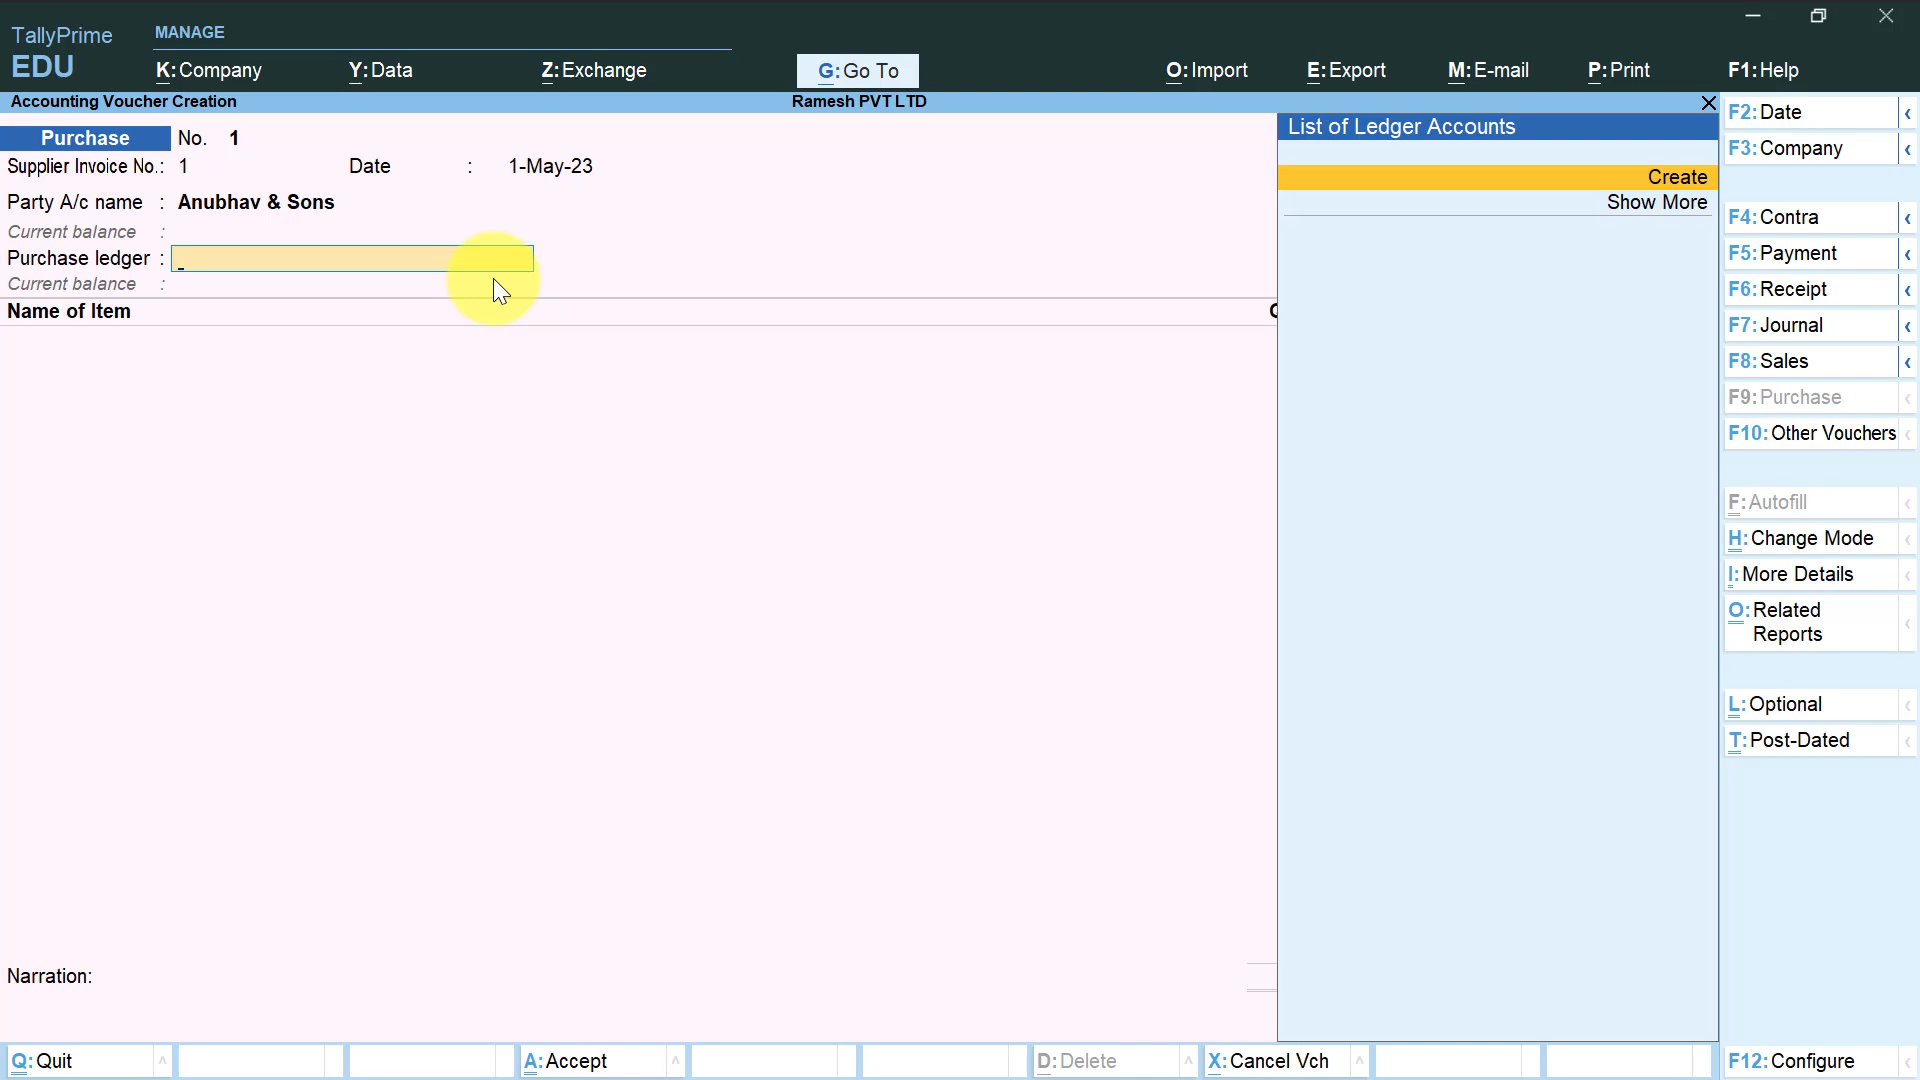 TallyPrime
EDU
MANAGE
K:Company
Y:Data
Z:Exchange
G:Go To
O:Import
E:Export
M:E-mail
P:Print
F1:Help
Accounting Voucher Creation
Ramesh PVT LTD
Purchase No. 1
Supplier Invoice No.: 1 Date : 1-May-23
Party A/c name : Anubhav & Sons
Current balance :
Purchase ledger :
Current balance :
Name of Item
Narration:
List of Ledger Accounts
Create
Show More
F2:Date
F3:Company
F4:Contra
F5:Payment
F6:Receipt
F7:Journal
F8:Sales
F9:Purchase
F10:Other Vouchers
F:Autofill
H:Change Mode
I:More Details
O:Related
Reports
L:Optional
T:Post-Dated
Q:Quit
A:Accept
D:Delete
X:Cancel Vch
F12:Configure